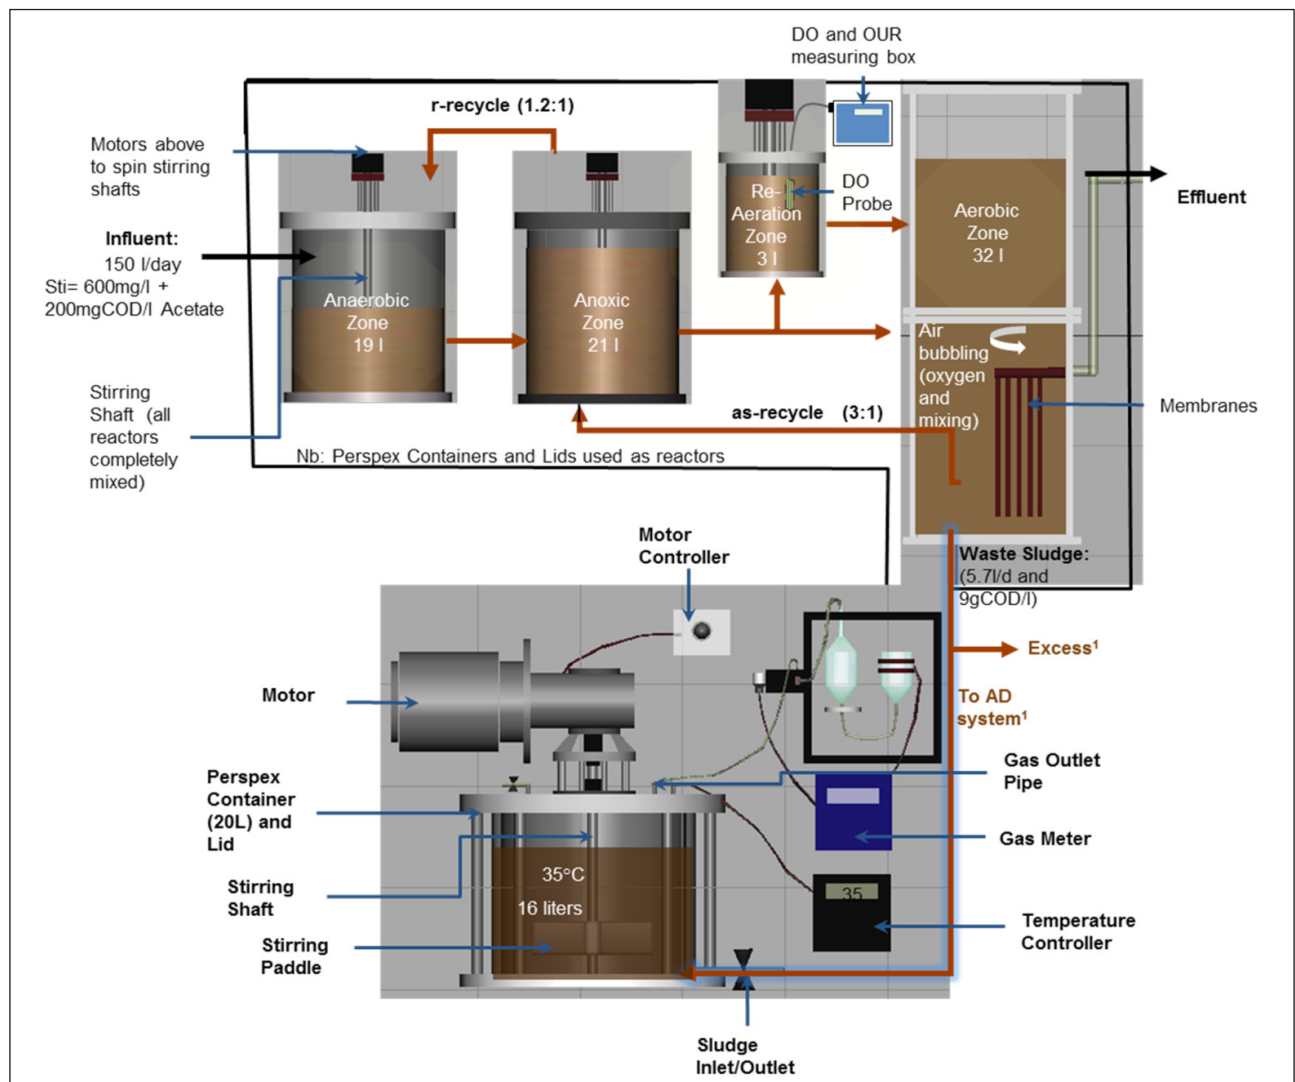 DO and OUR
measuring box
r-recycle (1.2:1)
Motors above
to spin stirring
shafts
Re-
Aeration
Zone
3 l
DO
Probe
Effluent
Aerobic
Zone
32 l
Influent:
150 l/day
Sti= 600mg/l +
200mgCOD/l Acetate
Anaerobic
Zone
19 l
Anoxic
Zone
21 l
Air
bubbling
(oxygen
and
mixing)
Stirring
Shaft (all
reactors
completely
mixed)
as-recycle (3:1)
Membranes
Nb: Perspex Containers and Lids used as reactors
Motor
Controller
Waste Sludge:
(5.7l/d and
9gCOD/l)
Excess¹
To AD
system¹
Motor
Gas Outlet
Pipe
Perspex
Container
(20L) and
Lid
Gas Meter
35°C
16 liters
Stirring
Shaft
35
Temperature
Controller
Stirring
Paddle
Sludge
Inlet/Outlet